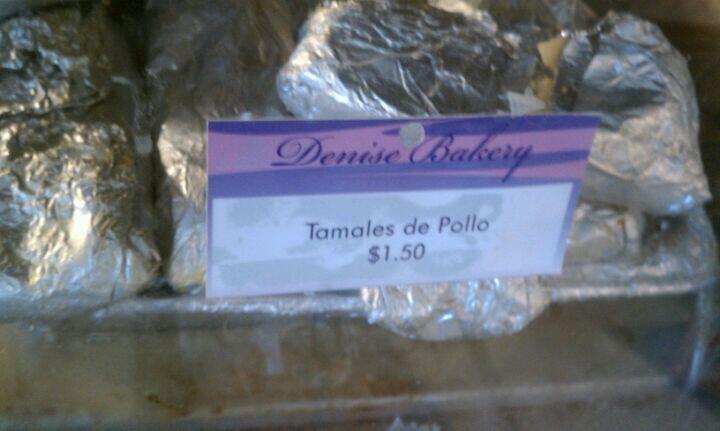 Denise Bakery
Tamales de Pollo
$1.50